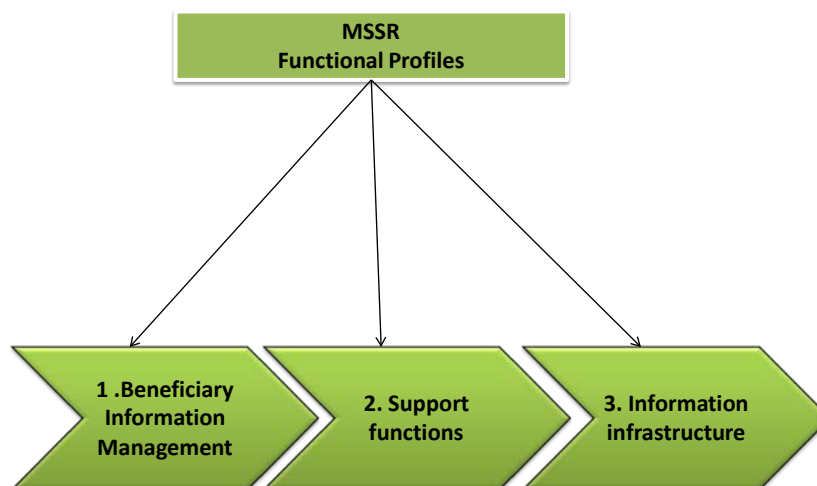 MSSR
Functional Profiles
1 .Beneficiary
Information
Management
2. Support
functions
3. Information
infrastructure